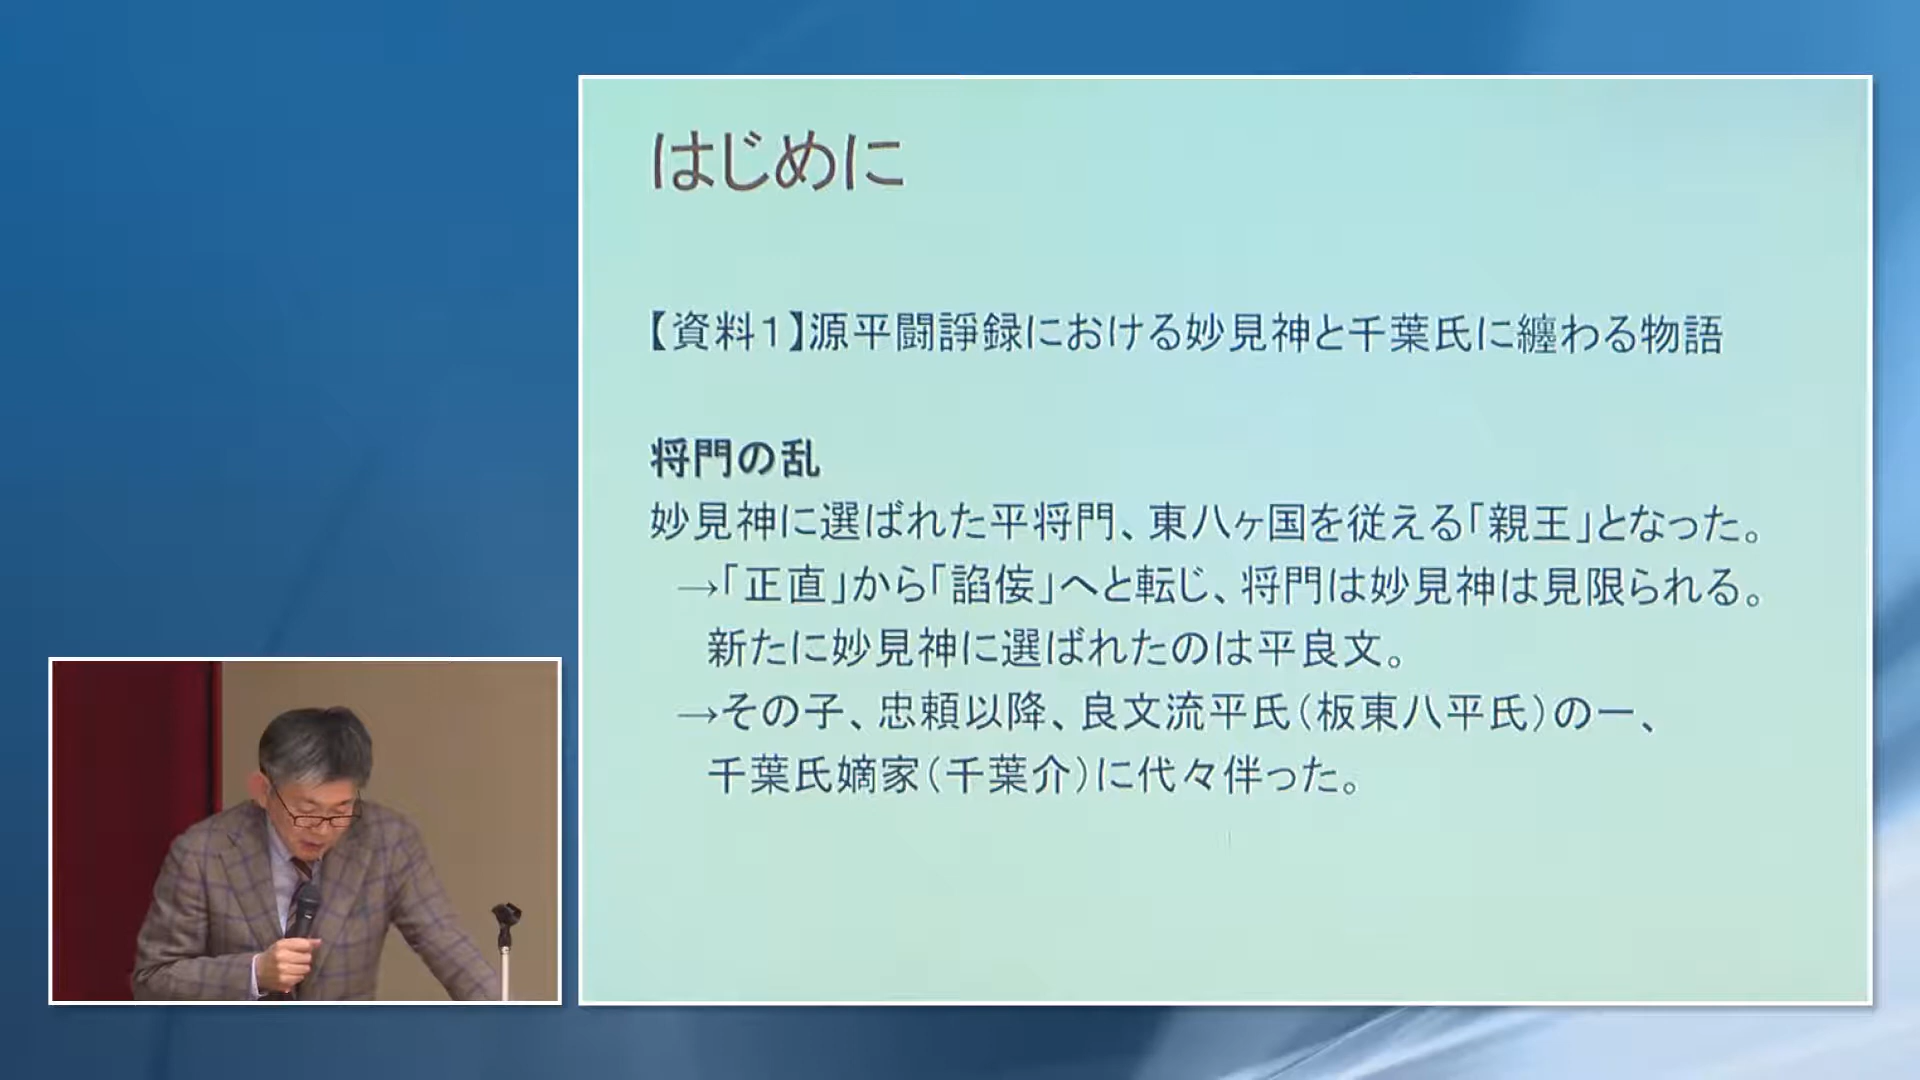 はじめに
【資料１】源平闘諍録における妙見神と千葉氏に纏わる物語
将門の乱
妙見神に選ばれた平将門、東八ヶ国を従える「親王」となった。
→「正直」から「諂侫」へと転じ、将門は妙見神は見限られる。
新たに妙見神に選ばれたのは平良文。
→その子、忠頼以降、良文流平氏（板東八平氏）の一、
千葉氏嫡家（千葉介）に代々伴った。